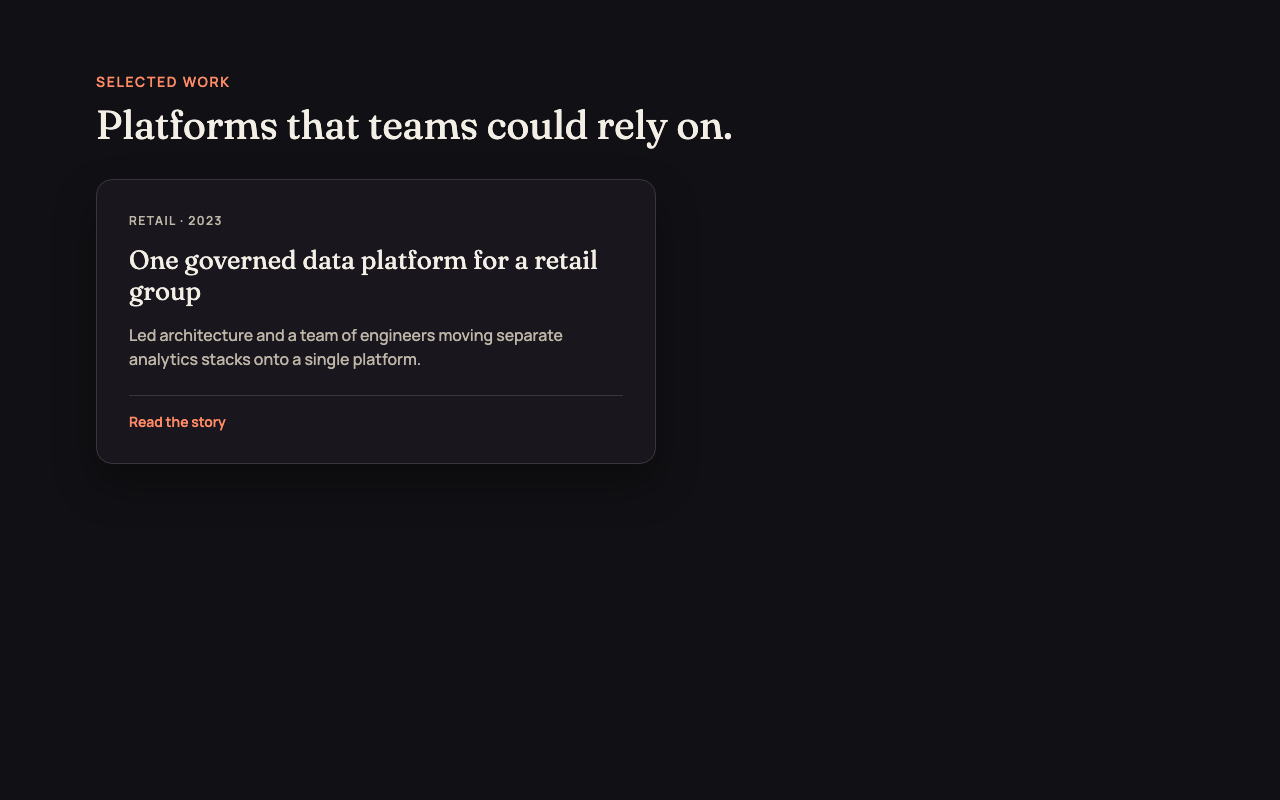 SELECTED WORK
Platforms that teams could rely on.
RETAIL · 2023
One governed data platform for a retail
group
Led architecture and a team of engineers moving separate
analytics stacks onto a single platform.
Read the story